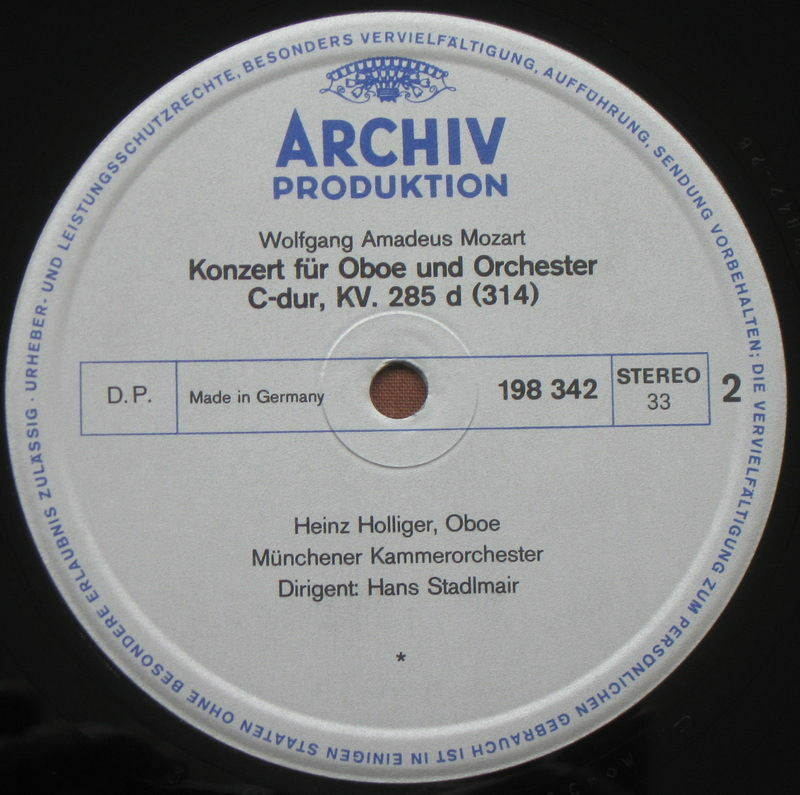 URHEBER- UND LEISTUNGSSCHUTZRECHTE, BESONDERS VERVIELFÄLTIGUNG, AUFFÜHRUNG, SENDUNG VORBEHALTEN; DIE VERVIELFÄLTIGUNG ZUM PERSÖNLICHEN GEBRAUCH IST IN EINIGEN STAATEN OHNE BESONDERE ERLAUBNIS ZULÄSSIG ·
ARCHIV
PRODUKTION
Wolfgang Amadeus Mozart
Konzert für Oboe und Orchester
C-dur, KV. 285 d (314)
D.P. Made in Germany 198 342 STEREO 33 2
Heinz Holliger, Oboe
Münchener Kammerorchester
Dirigent: Hans Stadlmair
*